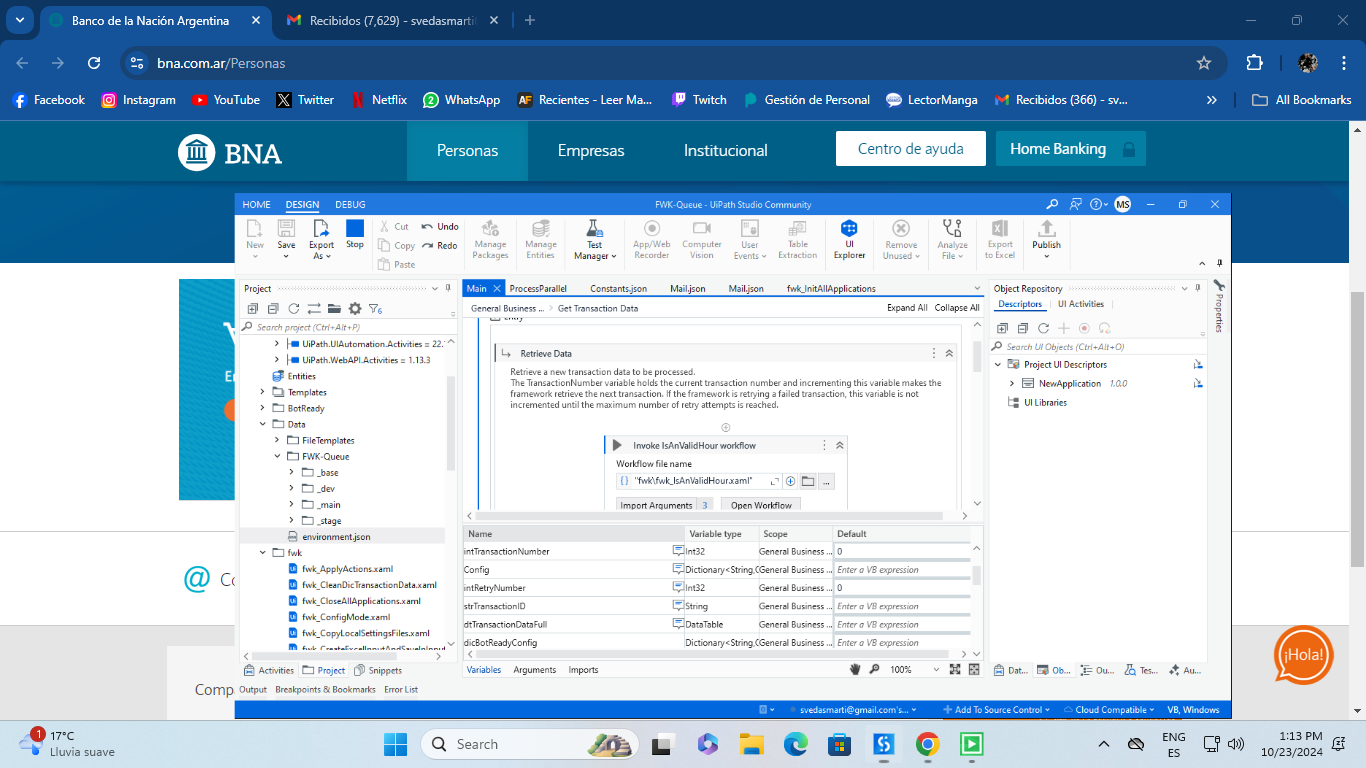 Banco de la Nación Argentina
Recibidos (7,629) - svedasmarti
bna.com.ar/Personas
Facebook Instagram YouTube Twitter Netflix WhatsApp Recientes - Leer Ma... Twitch Gestión de Personal LectorManga Recibidos (366) - sv... All Bookmarks
BNA Personas Empresas Institucional Centro de ayuda Home Banking
HOME DESIGN DEBUG FWK-Queue - UiPath Studio Community MS
New Save Export As Stop Cut Copy Paste Undo Redo Manage Packages Manage Entities Test Manager App/Web Recorder Computer Vision User Events Table Extraction UI Explorer Remove Unused Analyze File Export to Excel Publish
Project
Search project (Ctrl+Alt+P)
UiPath.UIAutomation.Activities = 22.
UiPath.WebAPI.Activities = 1.13.3
Entities
Templates
BotReady
Data
FileTemplates
FWK-Queue
_base
_dev
_main
_stage
environment.json
fwk
fwk_ApplyActions.xaml
fwk_CleanDicTransactionData.xaml
fwk_CloseAllApplications.xaml
fwk_ConfigMode.xaml
fwk_CopyLocalSettingsFiles.xaml
fwk_CreateExcelInputAndSaveInInput
Activities Project Snippets
Output Breakpoints & Bookmarks Error List
Main ProcessParallel Constants.json Mail.json Mail.json fwk_InitAllApplications
General Business ... > Get Transaction Data Expand All Collapse All
Entry
Retrieve Data
Retrieve a new transaction data to be processed.
The TransactionNumber variable holds the current transaction number and incrementing this variable makes the
framework retrieve the next transaction. If the framework is retrying a failed transaction, this variable is not
incremented until the maximum number of retry attempts is reached.
Invoke IsAnValidHour workflow
Workflow file name
"fwk\fwk_IsAnValidHour.xaml"
Import Arguments 3 Open Workflow
Name Variable type Scope Default
intTransactionNumber Int32 General Business ... 0
Config Dictionary<String,O General Business ... Enter a VB expression
intRetryNumber Int32 General Business ... 0
strTransactionID String General Business ... Enter a VB expression
dtTransactionDataFull DataTable General Business ... Enter a VB expression
dicBotReadyConfig Dictionary<String,O General Business ... Enter a VB expression
Variables Arguments Imports 100%
Object Repository
Descriptors UI Activities
Search UI Objects (Ctrl+Alt+O)
Project UI Descriptors
NewApplication 1.0.0
UI Libraries
Properties
Dat... Ob... Ou... Tes... Au...
svedasmarti@gmail.com's... Add To Source Control Cloud Compatible VB, Windows
@ Co
Comp
¡Hola!
1 17°C
Lluvia suave
Search
ENG
ES
1:13 PM
10/23/2024